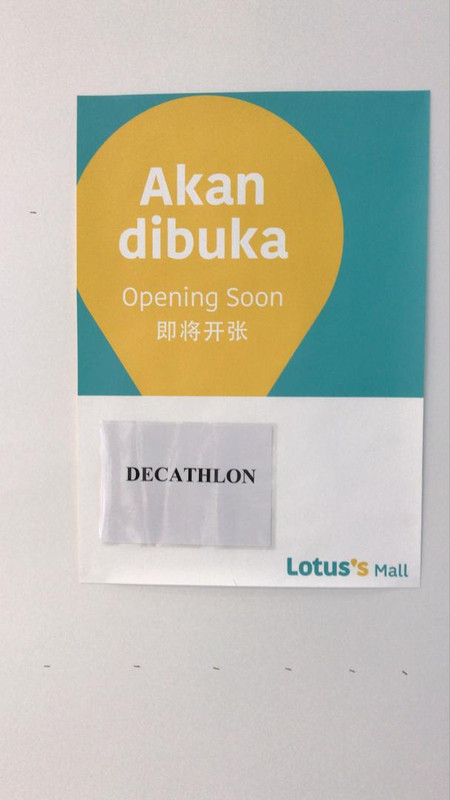 Akan
dibuka
Opening Soon
即将开张
DECATHLON
Lotus's Mall